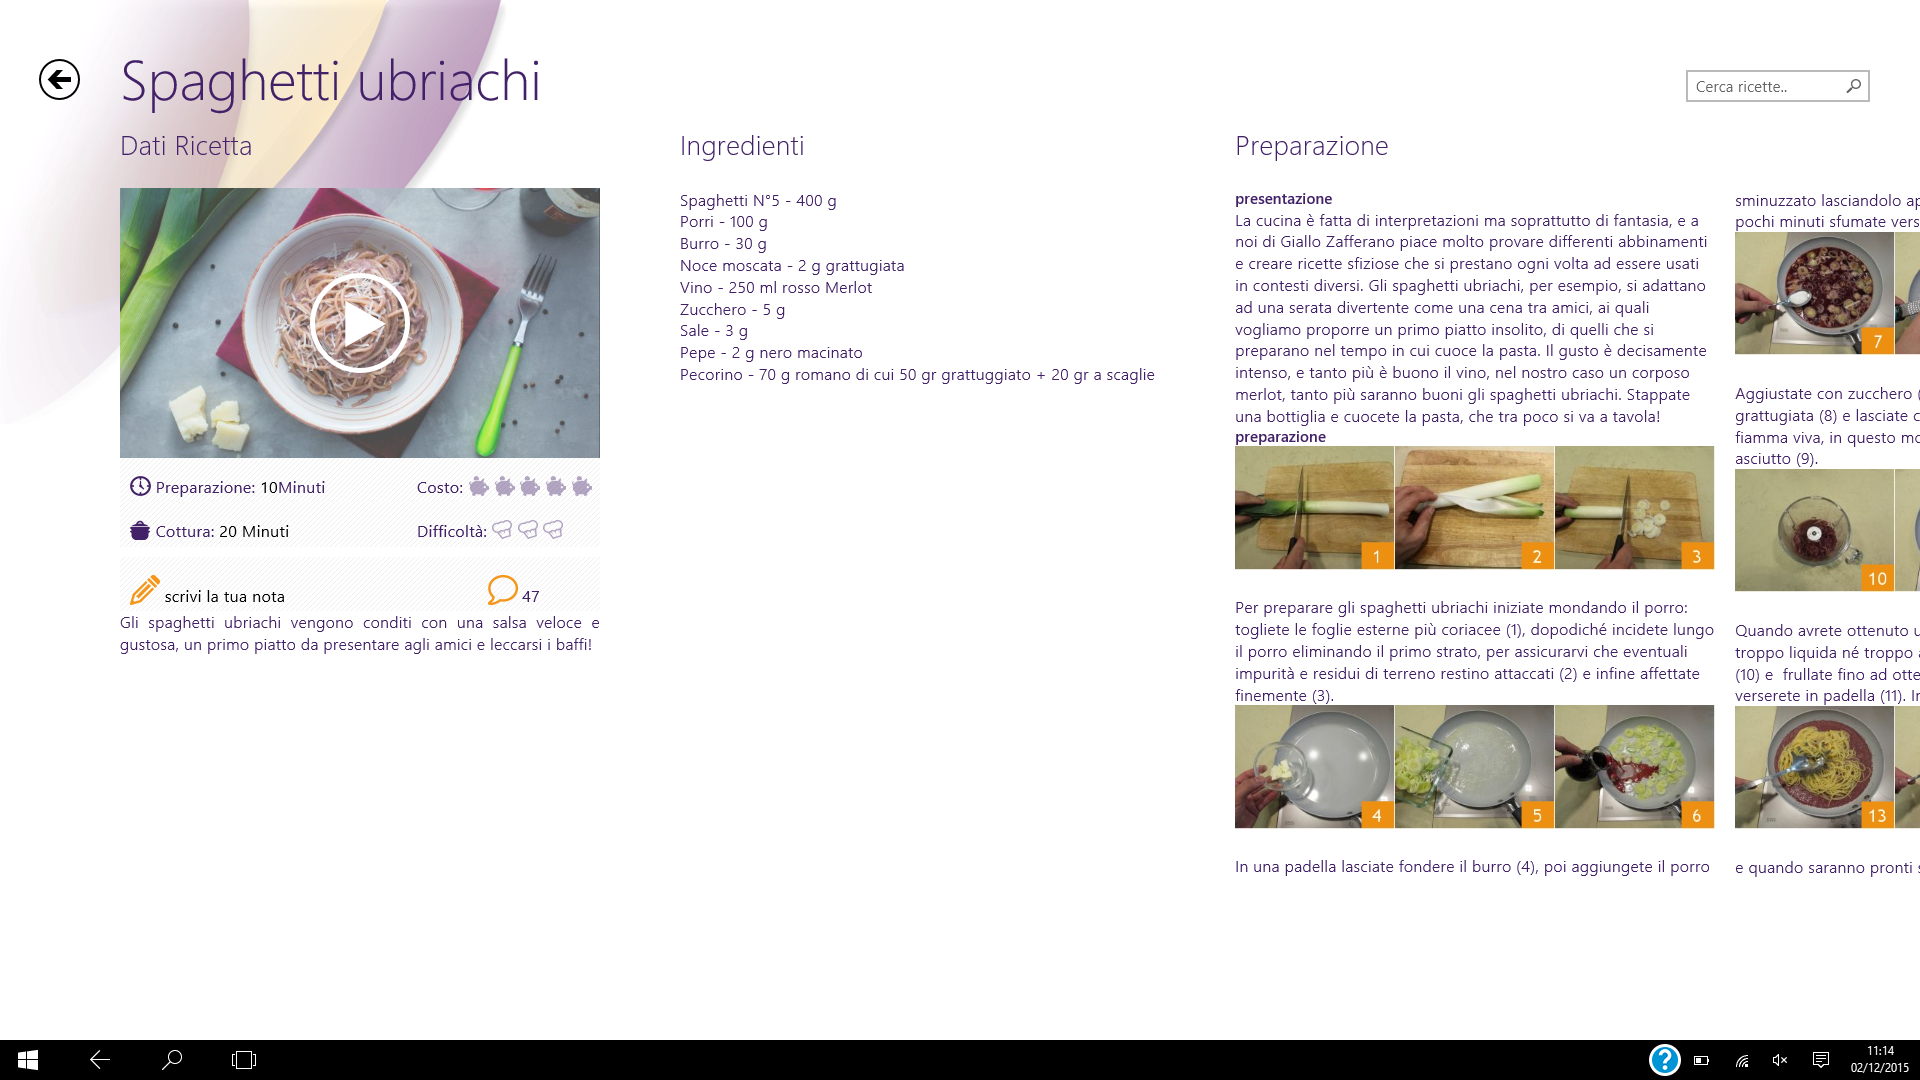 Spaghetti ubriachi
Cerca ricette..
Dati Ricetta
Preparazione: 10Minuti
Costo:
Cottura: 20 Minuti
Difficoltà:
scrivi la tua nota
47
Gli spaghetti ubriachi vengono conditi con una salsa veloce e
gustosa, un primo piatto da presentare agli amici e leccarsi i baffi!
Ingredienti
Spaghetti N°5 - 400 g
Porri - 100 g
Burro - 30 g
Noce moscata - 2 g grattugiata
Vino - 250 ml rosso Merlot
Zucchero - 5 g
Sale - 3 g
Pepe - 2 g nero macinato
Pecorino - 70 g romano di cui 50 gr grattuggiato + 20 gr a scaglie
Preparazione
presentazione
La cucina è fatta di interpretazioni ma soprattutto di fantasia, e a
noi di Giallo Zafferano piace molto provare differenti abbinamenti
e creare ricette sfiziose che si prestano ogni volta ad essere usati
in contesti diversi. Gli spaghetti ubriachi, per esempio, si adattano
ad una serata divertente come una cena tra amici, ai quali
vogliamo proporre un primo piatto insolito, di quelli che si
preparano nel tempo in cui cuoce la pasta. Il gusto è decisamente
intenso, e tanto più è buono il vino, nel nostro caso un corposo
merlot, tanto più saranno buoni gli spaghetti ubriachi. Stappate
una bottiglia e cuocete la pasta, che tra poco si va a tavola!
preparazione
1
2
3
Per preparare gli spaghetti ubriachi iniziate mondando il porro:
togliete le foglie esterne più coriacee (1), dopodiché incidete lungo
il porro eliminando il primo strato, per assicurarvi che eventuali
impurità e residui di terreno restino attaccati (2) e infine affettate
finemente (3).
4
5
6
In una padella lasciate fondere il burro (4), poi aggiungete il porro
sminuzzato lasciandolo ap
pochi minuti sfumate vers
7
Aggiustate con zucchero (
grattugiata (8) e lasciate c
fiamma viva, in questo mo
asciutto (9).
10
Quando avrete ottenuto u
troppo liquida né troppo a
(10) e frullate fino ad otte
verserete in padella (11). In
13
e quando saranno pronti s
?
11:14
02/12/2015